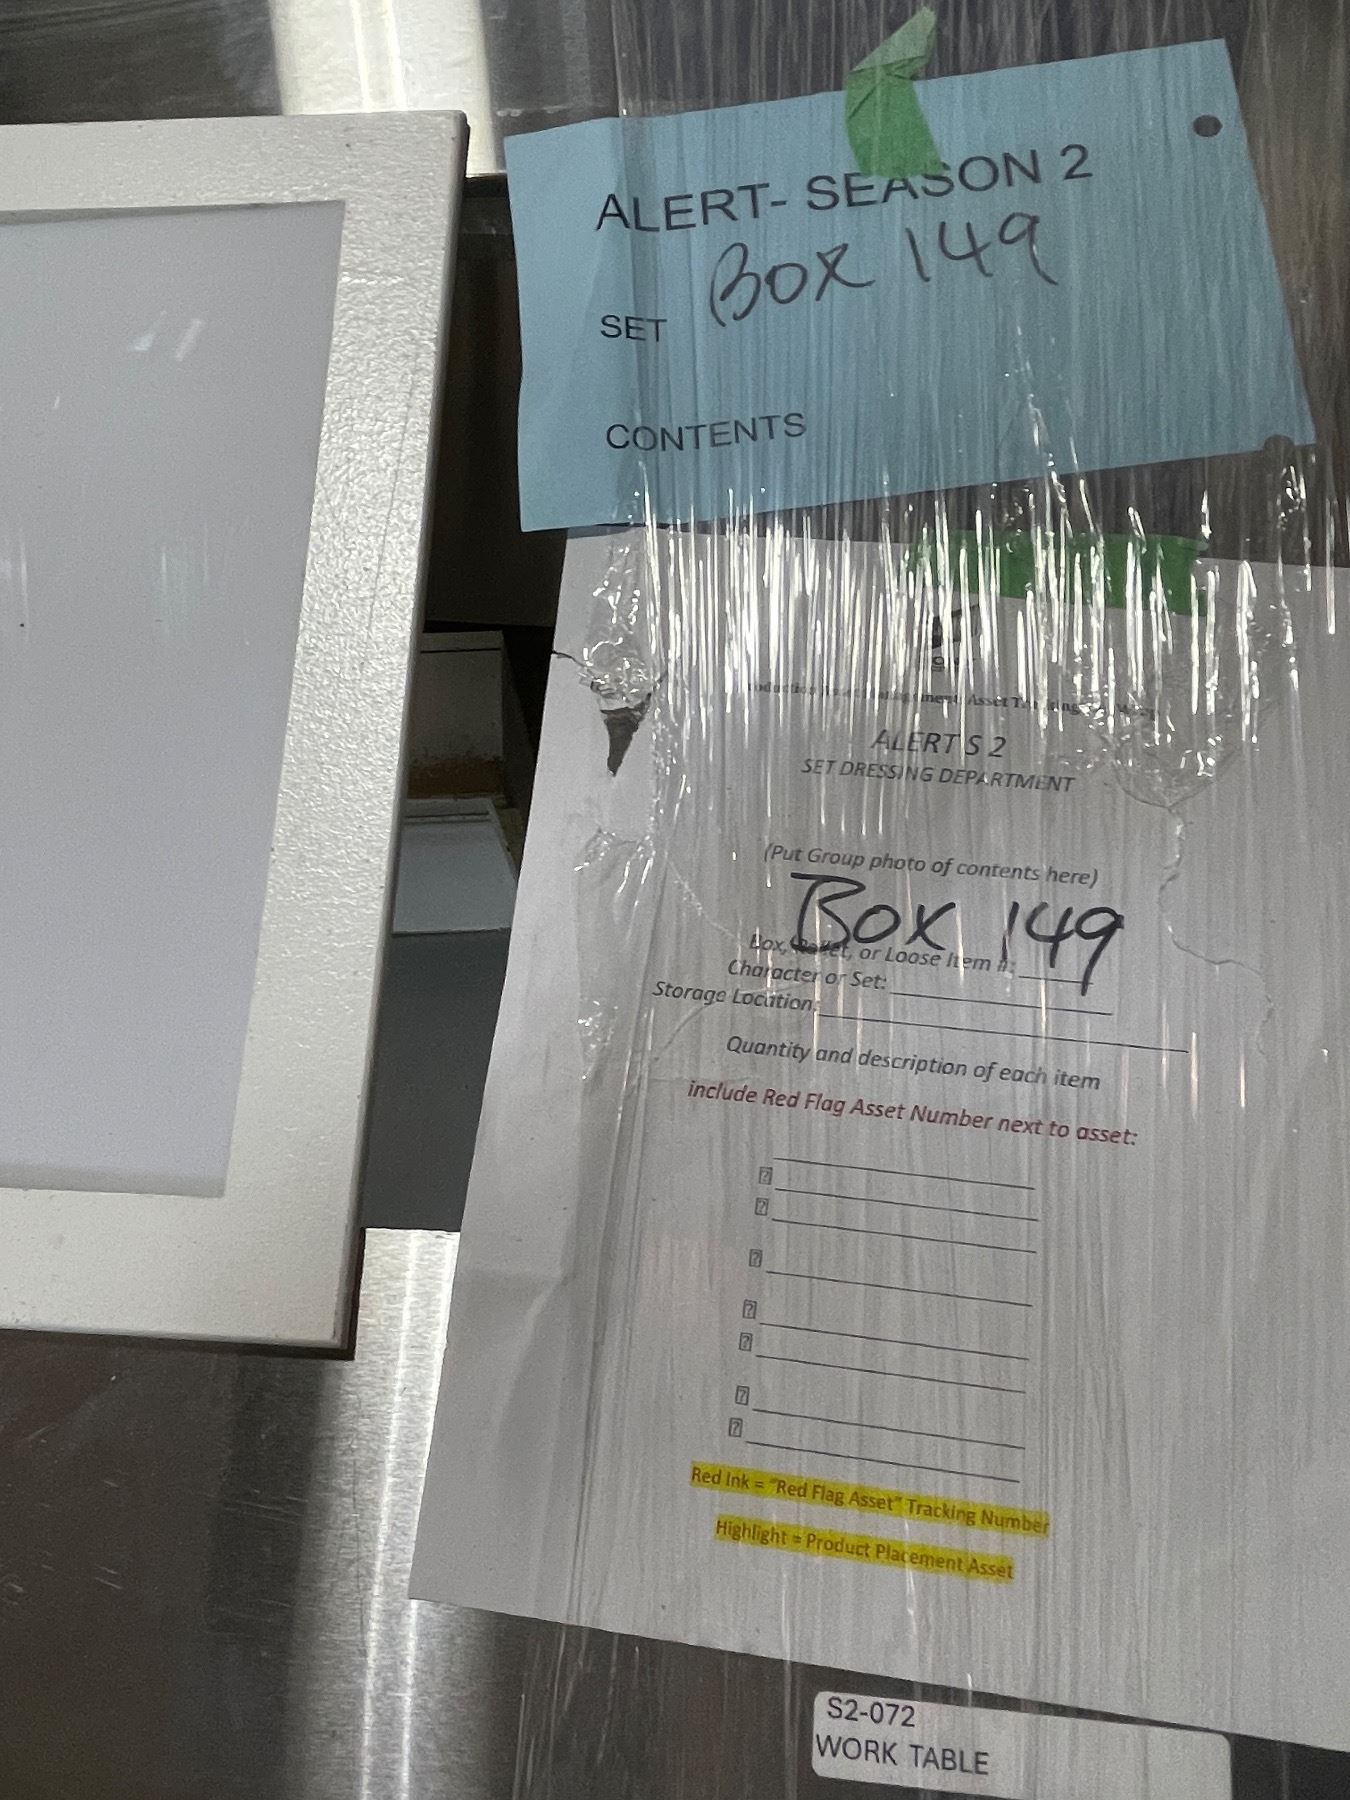 ALERT- SEASON 2
Box 149
SET
CONTENTS
Asset
ALERT S 2
SET DRESSING DEPARTMENT
(Put Group photo of contents here)
Box 149
Box, or Loose Item #:
Character or Set:
Storage Location:
Quantity and description of each item
include Red Flag Asset Number next to asset:
Red Ink = "Red Flag Asset" Tracking Number
Highlight = Product Placement Asset
S2-072
WORK TABLE